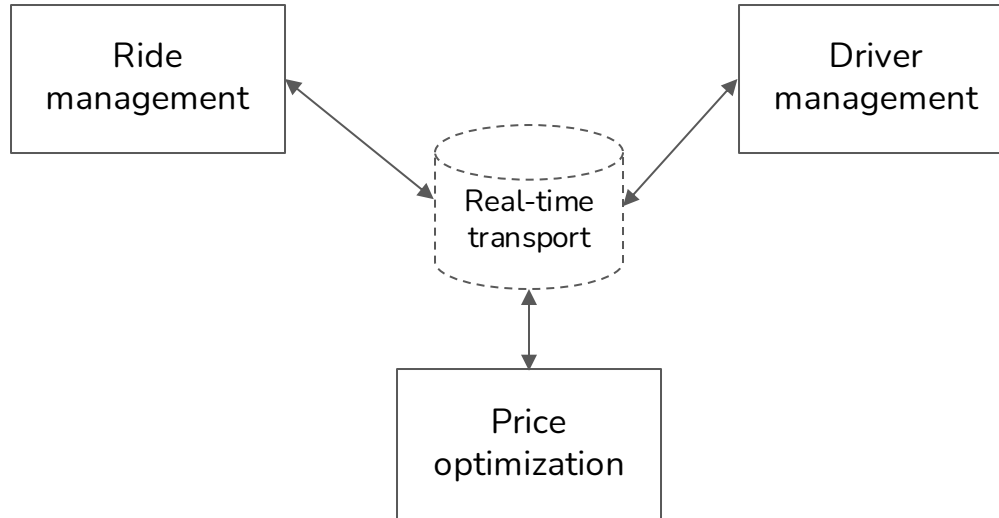 Ride
management
Driver
management
Real-time
transport
Price
optimization